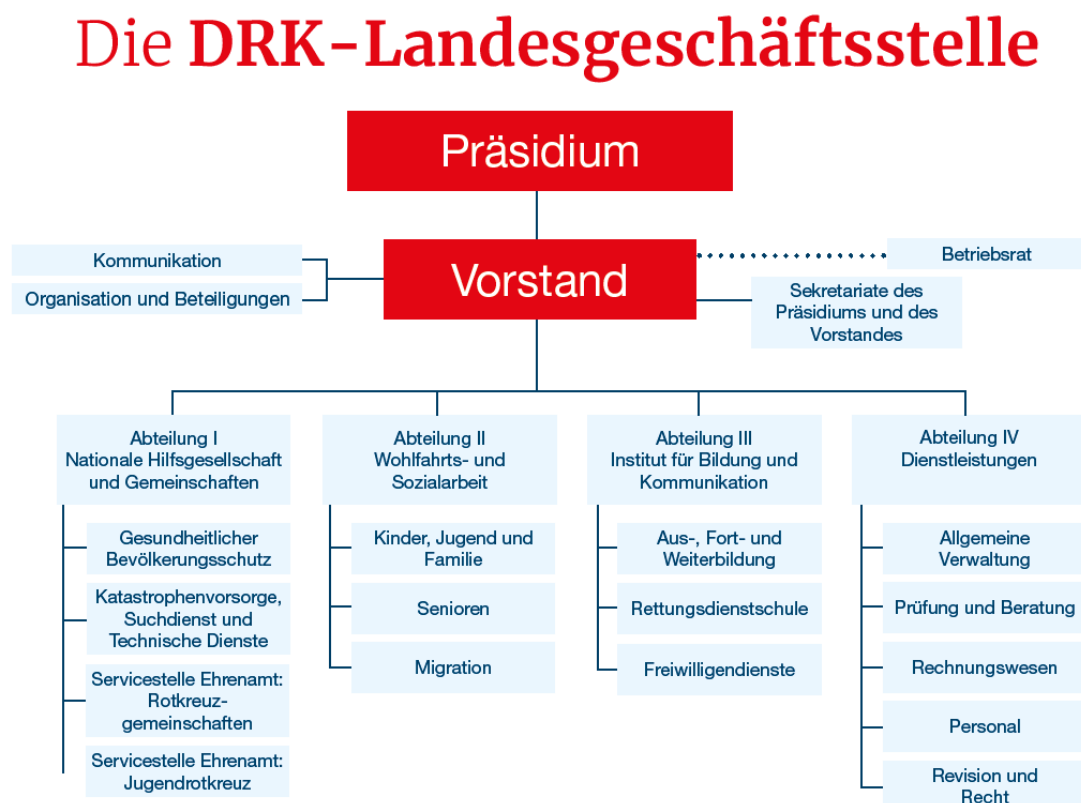 Die DRK-Landesgeschäftsstelle
Präsidium
Vorstand
Kommunikation
Organisation und Beteiligungen
Betriebsrat
Sekretariate des
Präsidiums und des
Vorstandes
Abteilung I
Nationale Hilfsgesellschaft
und Gemeinschaften
Gesundheitlicher
Bevölkerungsschutz
Katastrophenvorsorge,
Suchdienst und
Technische Dienste
Servicestelle Ehrenamt:
Rotkreuz-
gemeinschaften
Servicestelle Ehrenamt:
Jugendrotkreuz
Abteilung II
Wohlfahrts- und
Sozialarbeit
Kinder, Jugend und
Familie
Senioren
Migration
Abteilung III
Institut für Bildung und
Kommunikation
Aus-, Fort- und
Weiterbildung
Rettungsdienstschule
Freiwilligendienste
Abteilung IV
Dienstleistungen
Allgemeine
Verwaltung
Prüfung und Beratung
Rechnungswesen
Personal
Revision und
Recht